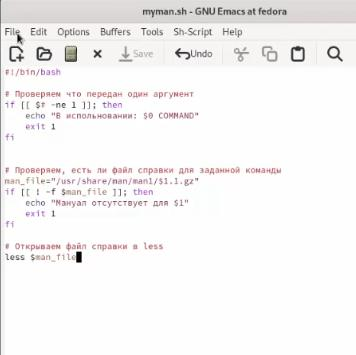 myman.sh - GNU Emacs at fedora
File Edit Options Buffers Tools Sh-Script Help
Save Undo
#!/bin/bash
# Проверяем что передан один аргумент
if [[ $# -ne 1 ]]; then
echo "В испольновании: $0 COMMAND"
exit 1
fi
# Проверяем, есть ли файл справки для заданной команды
man_file="/usr/share/man/man1/$1.1.gz"
if [[ ! -f $man_file ]]; then
echo "Мануал отсутствует для $1"
exit 1
fi
# Открываем файл справки в less
less $man_file